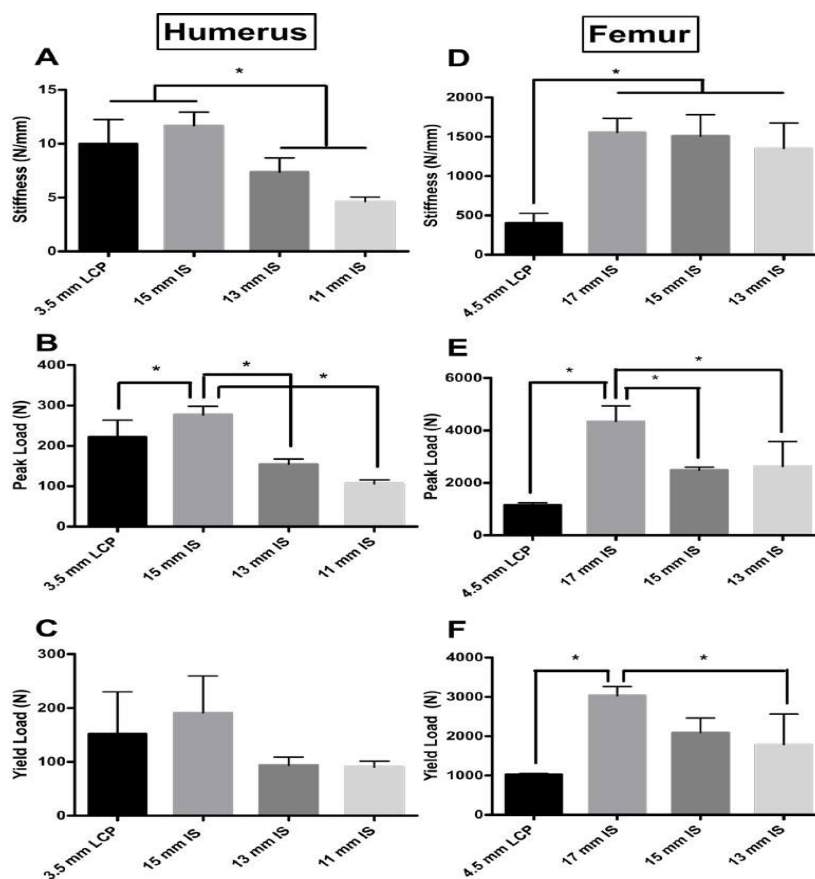 Humerus
A
*
Stiffness (N/mm)
15
10
5
0
3.5 mm LCP
15 mm IS
13 mm IS
11 mm IS
B
*
*
*
Peak Load (N)
400
300
200
100
0
3.5 mm LCP
15 mm IS
13 mm IS
11 mm IS
C
Yield Load (N)
300
200
100
0
3.5 mm LCP
15 mm IS
13 mm IS
11 mm IS
Femur
D
*
Stiffness (N/mm)
2000
1500
1000
500
0
4.5 mm LCP
17 mm IS
15 mm IS
13 mm IS
E
*
*
*
Peak Load (N)
6000
4000
2000
0
4.5 mm LCP
17 mm IS
15 mm IS
13 mm IS
F
*
*
Yield Load (N)
4000
3000
2000
1000
0
4.5 mm LCP
17 mm IS
15 mm IS
13 mm IS